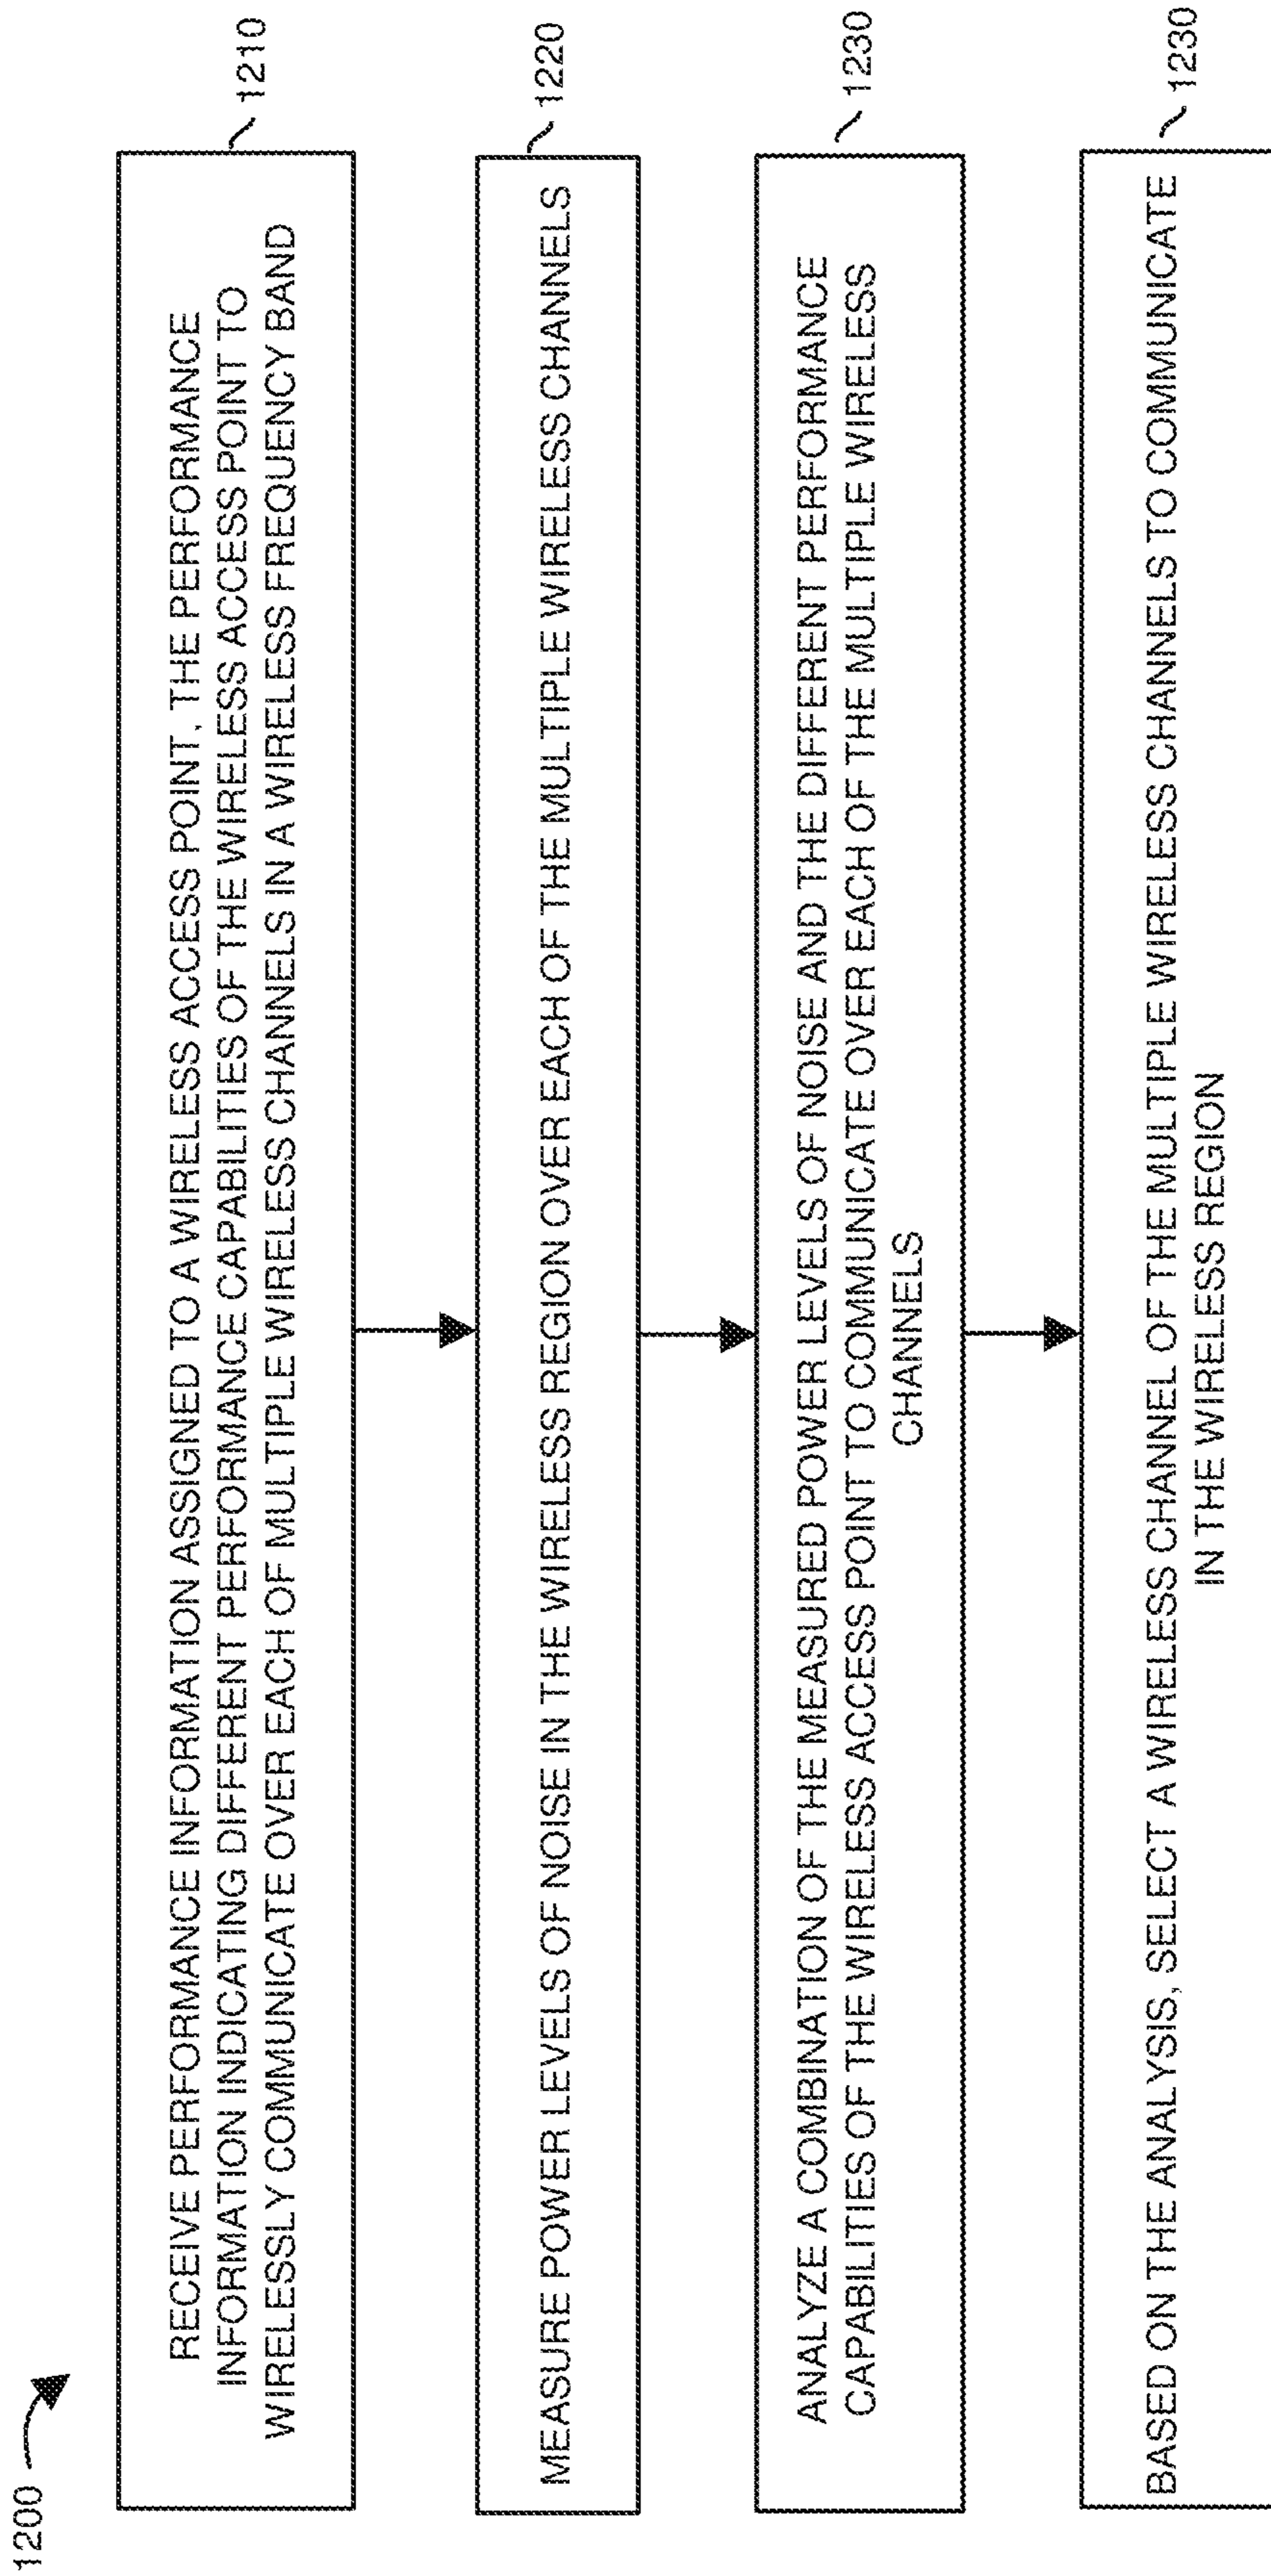 1200
RECEIVE PERFORMANCE INFORMATION ASSIGNED TO A WIRELESS ACCESS POINT, THE PERFORMANCE
INFORMATION INDICATING DIFFERENT PERFORMANCE CAPABILITIES OF THE WIRELESS ACCESS POINT TO
WIRELESSLY COMMUNICATE OVER EACH OF MULTIPLE WIRELESS CHANNELS IN A WIRELESS FREQUENCY BAND
1210
MEASURE POWER LEVELS OF NOISE IN THE WIRELESS REGION OVER EACH OF THE MULTIPLE WIRELESS CHANNELS
1220
ANALYZE A COMBINATION OF THE MEASURED POWER LEVELS OF NOISE AND THE DIFFERENT PERFORMANCE
CAPABILITIES OF THE WIRELESS ACCESS POINT TO COMMUNICATE OVER EACH OF THE MULTIPLE WIRELESS
CHANNELS
1230
BASED ON THE ANALYSIS, SELECT A WIRELESS CHANNEL OF THE MULTIPLE WIRELESS CHANNELS TO COMMUNICATE
IN THE WIRELESS REGION
1230